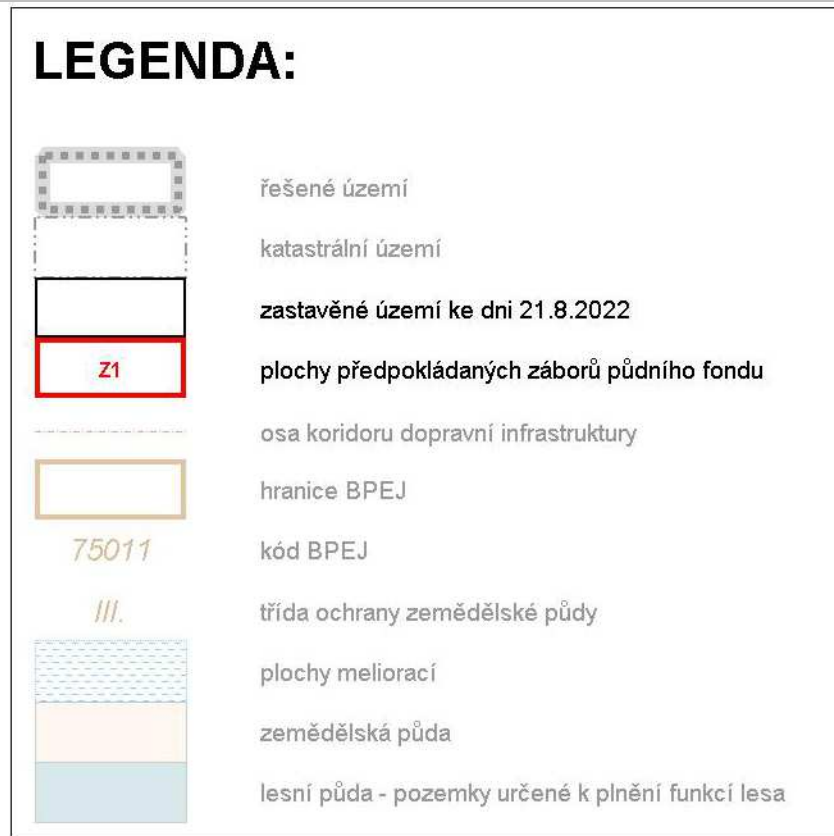 LEGENDA:
řešené území
katastrální území
zastavěné území ke dni 21.8.2022
Z1 plochy předpokládaných záborů půdního fondu
osa koridoru dopravní infrastruktury
hranice BPEJ
75011 kód BPEJ
III. třída ochrany zemědělské půdy
plochy meliorací
zemědělská půda
lesní půda - pozemky určené k plnění funkcí lesa